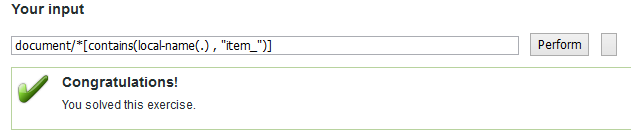 Your input
document/*[contains(local-name(.) , "item_")]
Perform
Congratulations!
You solved this exercise.